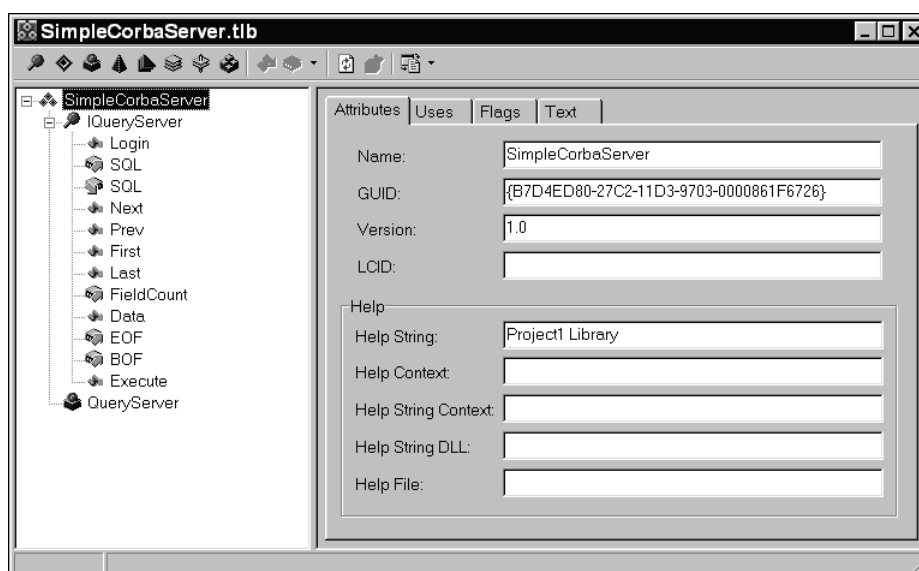 SimpleCorbaServer.tlb
SimpleCorbaServer
IQueryServer
Login
SQL
SQL
Next
Prev
First
Last
FieldCount
Data
EOF
BOF
Execute
QueryServer
Attributes Uses Flags Text
Name: SimpleCorbaServer
GUID: {B7D4ED80-27C2-11D3-9703-0000861F6726}
Version: 1.0
LCID:
Help
Help String: Project1 Library
Help Context:
Help String Context:
Help String DLL:
Help File: